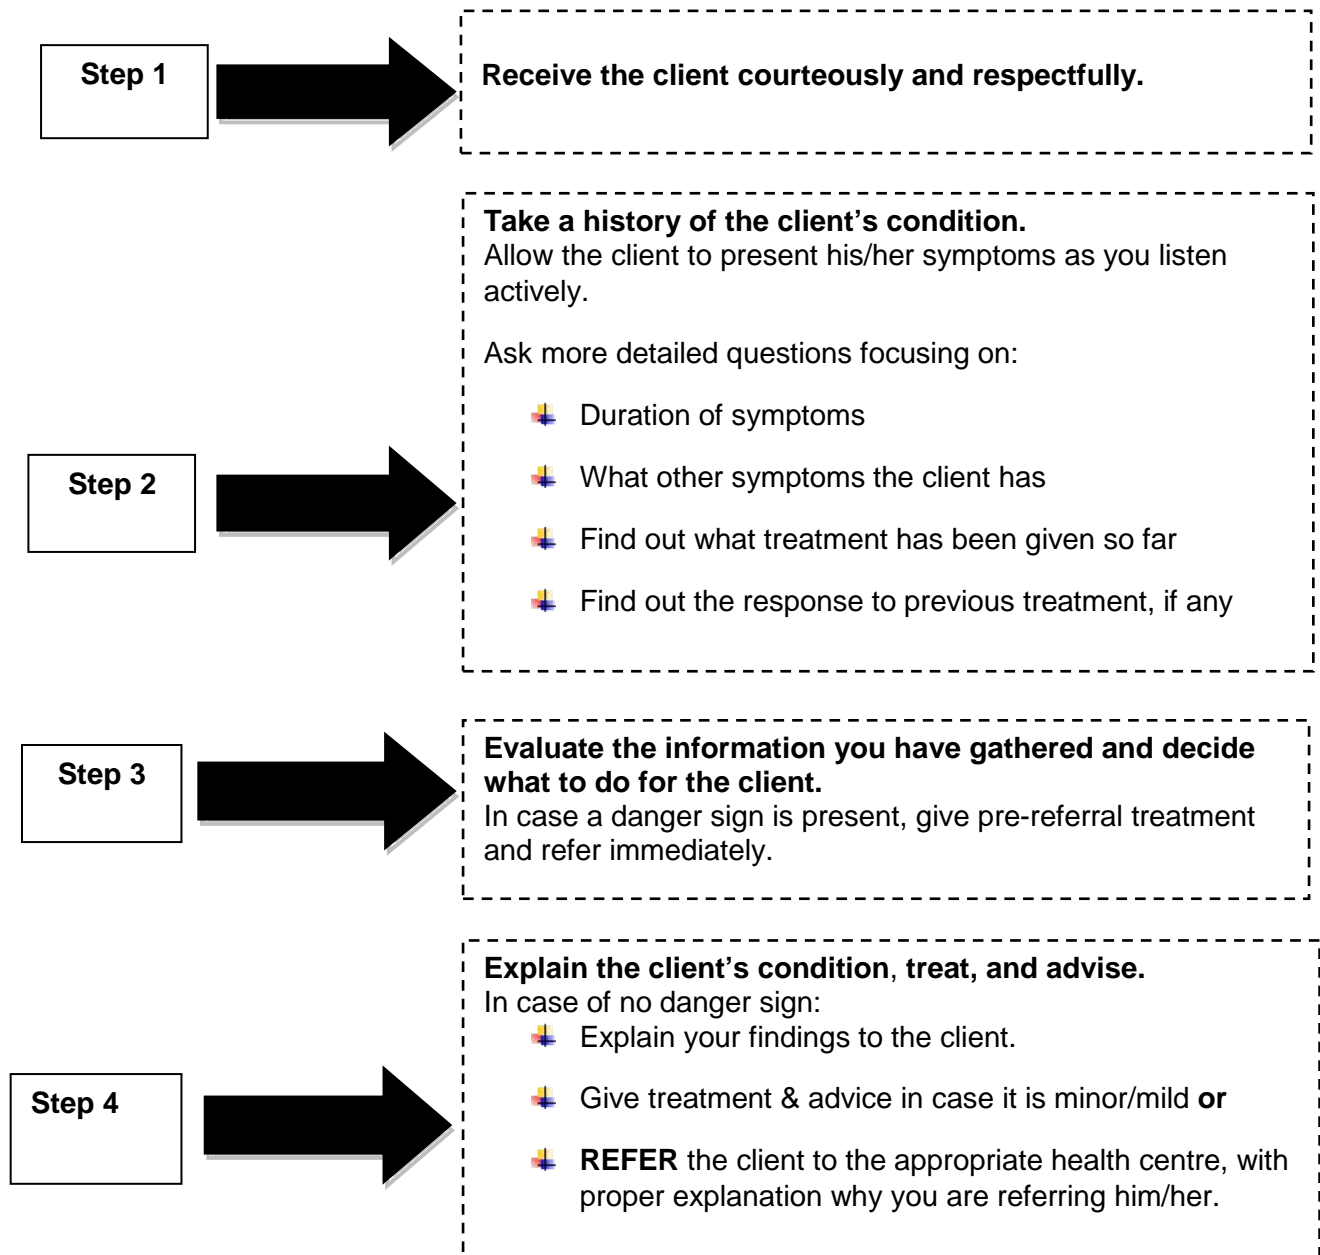 Step 1
Receive the client courteously and respectfully.
Step 2
Take a history of the client’s condition.
Allow the client to present his/her symptoms as you listen
actively.
Ask more detailed questions focusing on:
Duration of symptoms
What other symptoms the client has
Find out what treatment has been given so far
Find out the response to previous treatment, if any
Step 3
Evaluate the information you have gathered and decide
what to do for the client.
In case a danger sign is present, give pre-referral treatment
and refer immediately.
Step 4
Explain the client’s condition, treat, and advise.
In case of no danger sign:
Explain your findings to the client.
Give treatment & advice in case it is minor/mild or
REFER the client to the appropriate health centre, with
proper explanation why you are referring him/her.